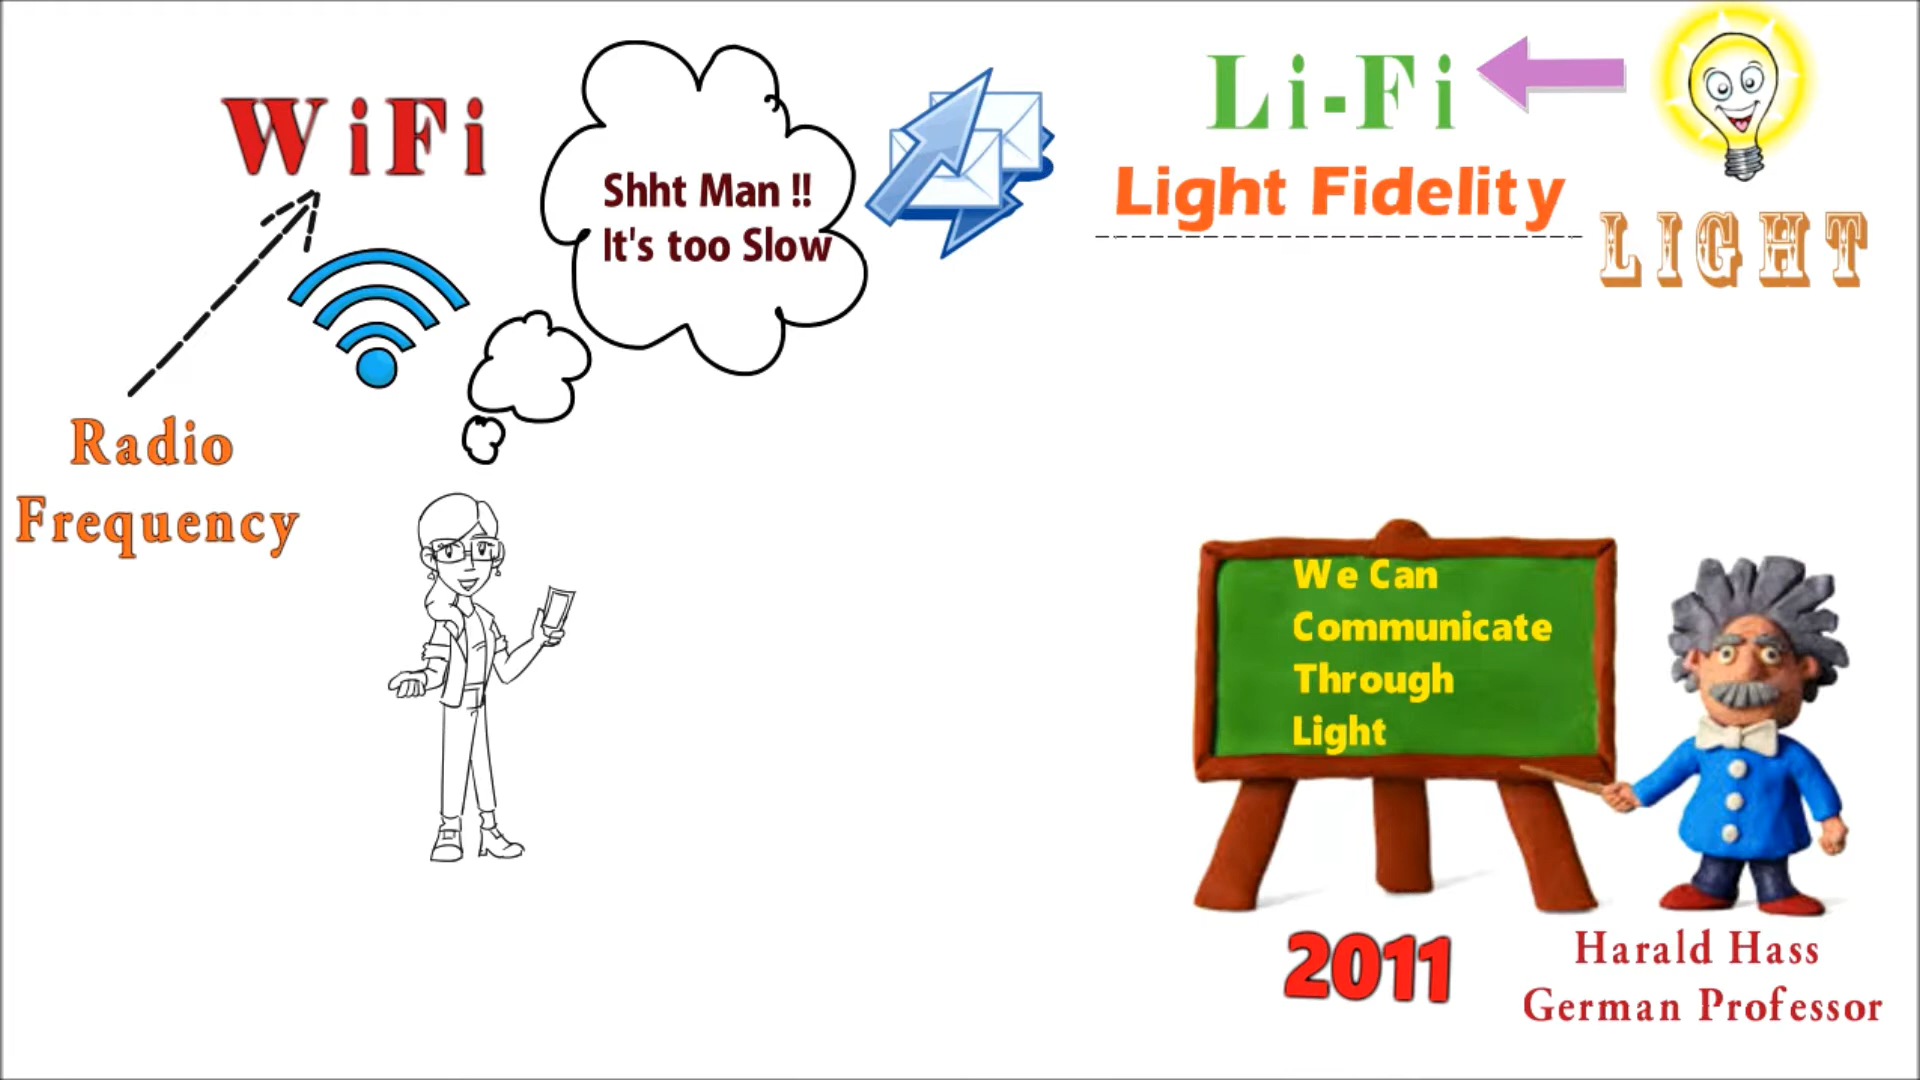 WiFi
Shht Man !!
It's too Slow
Radio
Frequency
Li-Fi
Light Fidelity
LIGHT
We Can
Communicate
Through
Light
2011
Harald Hass
German Professor